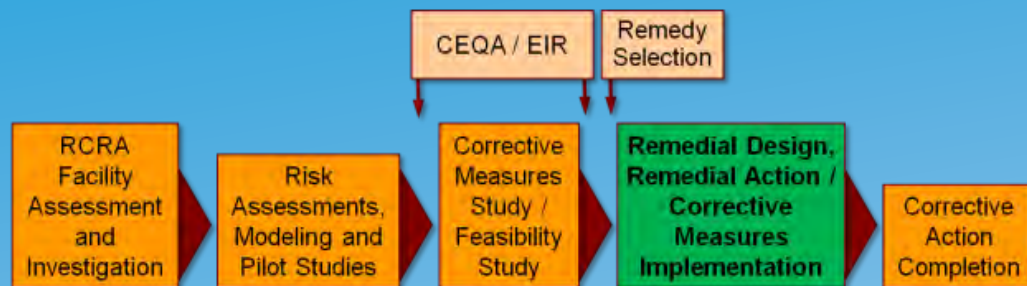 CEQA / EIR
Remedy
Selection
RCRA
Facility
Assessment
and
Investigation
Risk
Assessments,
Modeling and
Pilot Studies
Corrective
Measures
Study /
Feasibility
Study
Remedial Design,
Remedial Action /
Corrective
Measures
Implementation
Corrective
Action
Completion